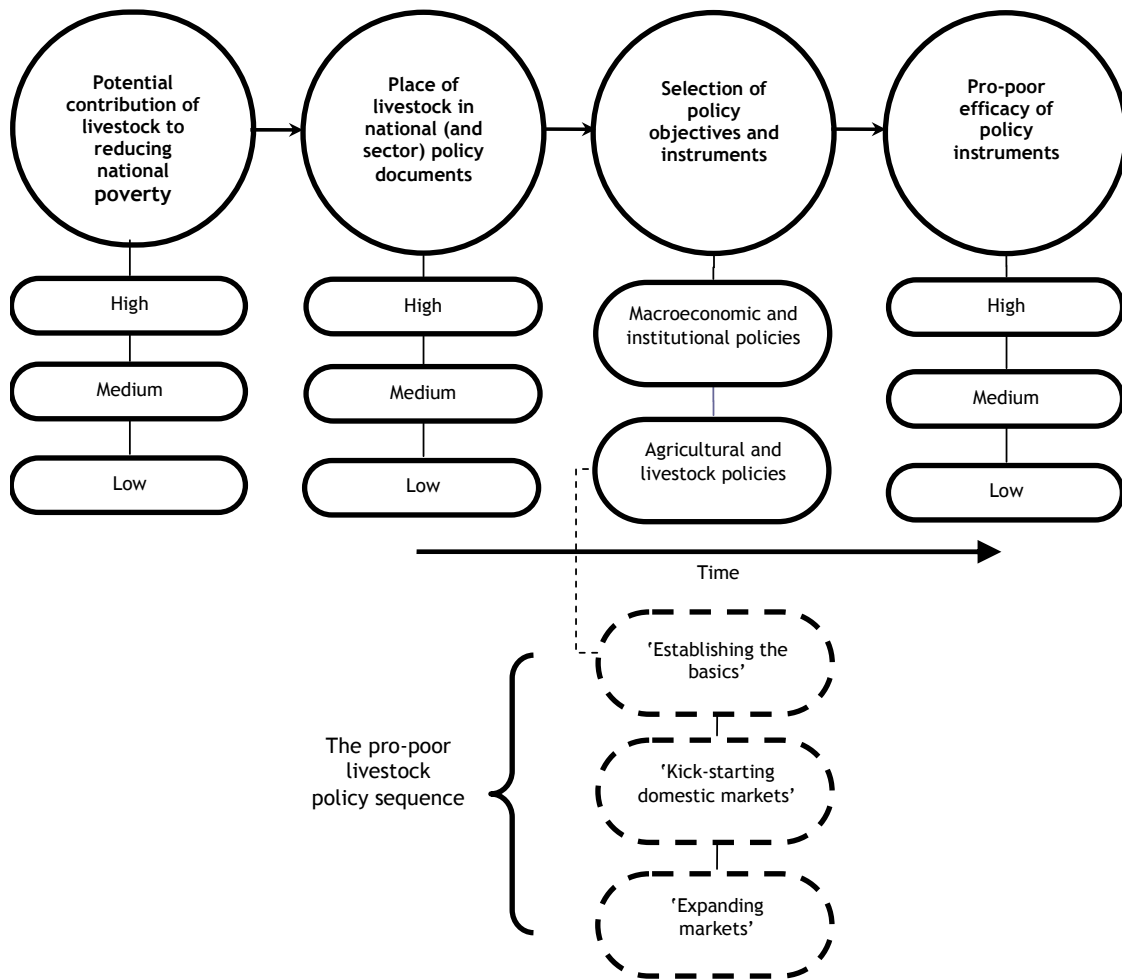 Potential
contribution of
livestock to
reducing
national
poverty
Place of
livestock in
national (and
sector) policy
documents
Selection of
policy
objectives and
instruments
Pro-poor
efficacy of
policy
instruments
High
Medium
Low
High
Medium
Low
Macroeconomic and
institutional policies
Agricultural and
livestock policies
High
Medium
Low
Time
The pro-poor
livestock
policy sequence
‘Establishing the
basics’
‘Kick-starting
domestic markets’
‘Expanding
markets’